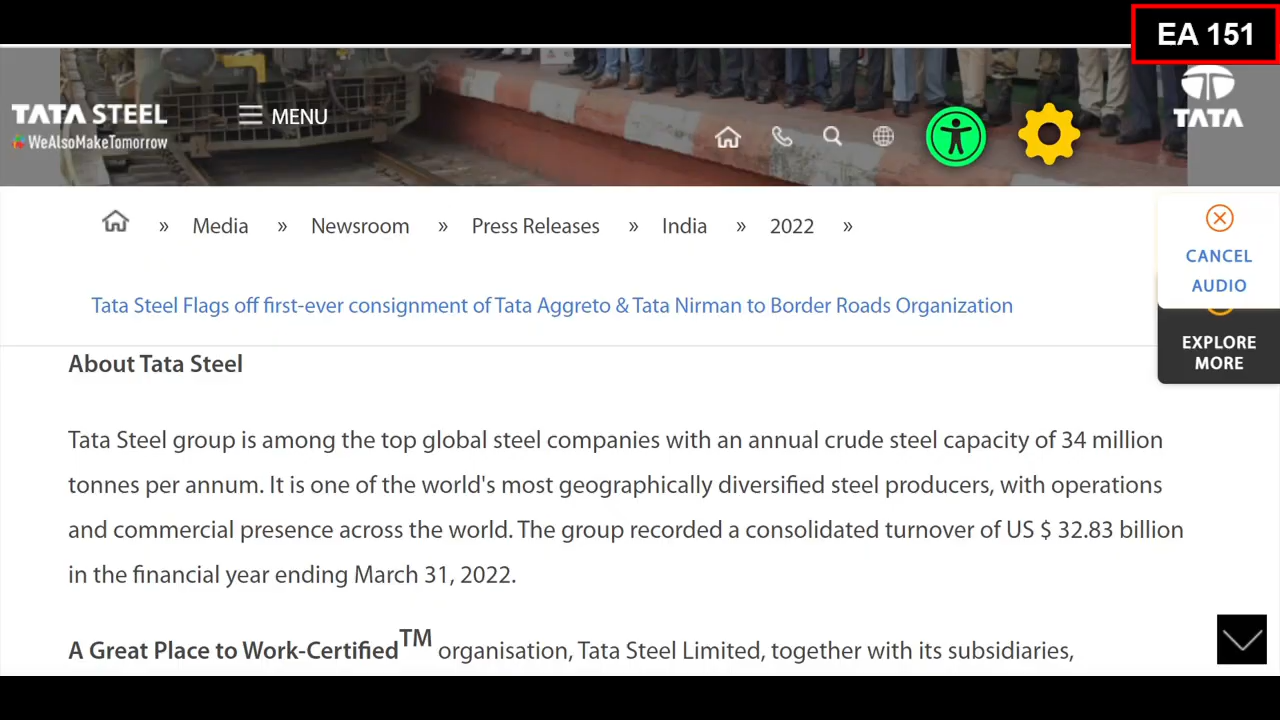 EA 151
TATA STEEL
WeAlsoMakeTomorrow
MENU
TATA
» Media » Newsroom » Press Releases » India » 2022 »
CANCEL
AUDIO
Tata Steel Flags off first-ever consignment of Tata Aggreto & Tata Nirman to Border Roads Organization
EXPLORE
MORE
About Tata Steel
Tata Steel group is among the top global steel companies with an annual crude steel capacity of 34 million
tonnes per annum. It is one of the world's most geographically diversified steel producers, with operations
and commercial presence across the world. The group recorded a consolidated turnover of US $ 32.83 billion
in the financial year ending March 31, 2022.
A Great Place to Work-Certified™ organisation, Tata Steel Limited, together with its subsidiaries,